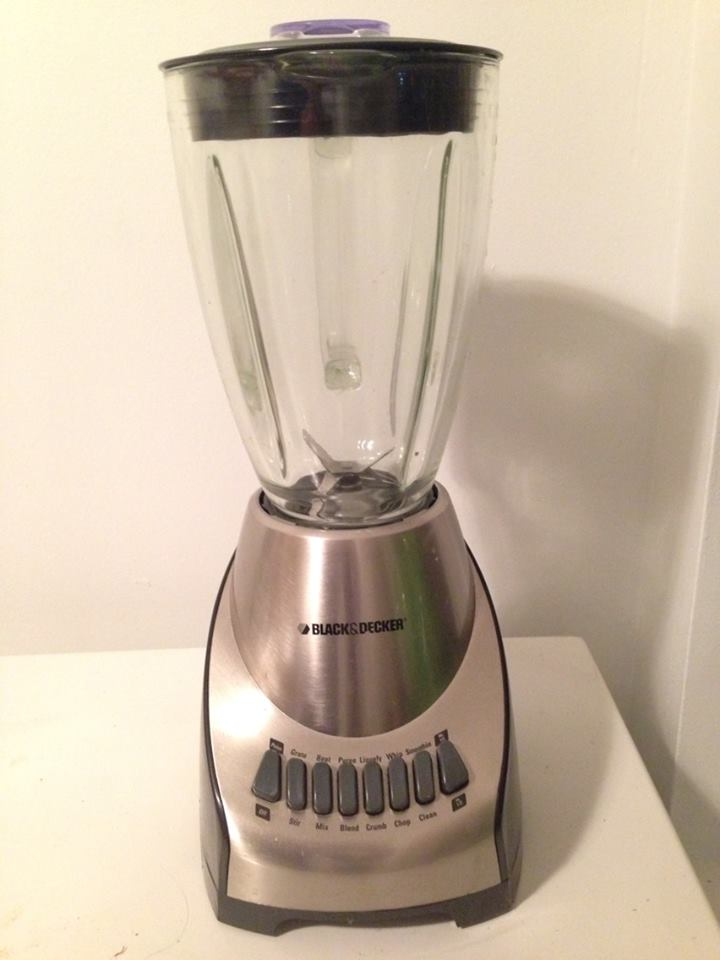 BLACK&DECKER
Grate Beat Puree Liquefy Whip Smoothie
Stir Mix Blend Crumb Chop Clean